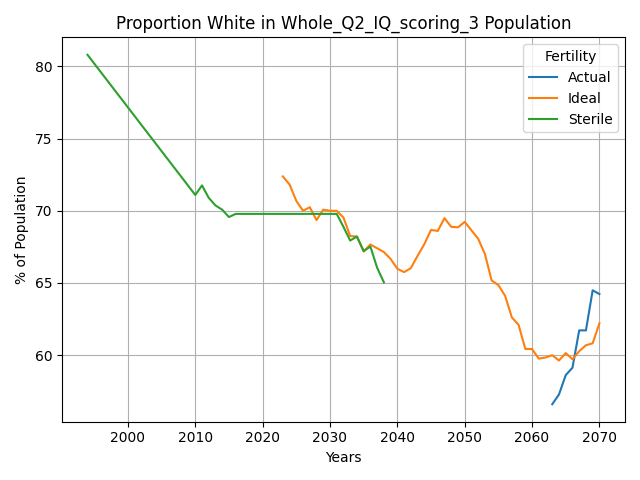 Proportion White in Whole_Q2_IQ_scoring_3 Population
Fertility
Actual
Ideal
Sterile
% of Population
80
75
70
65
60
2000
2010
2020
2030
2040
2050
2060
2070
Years